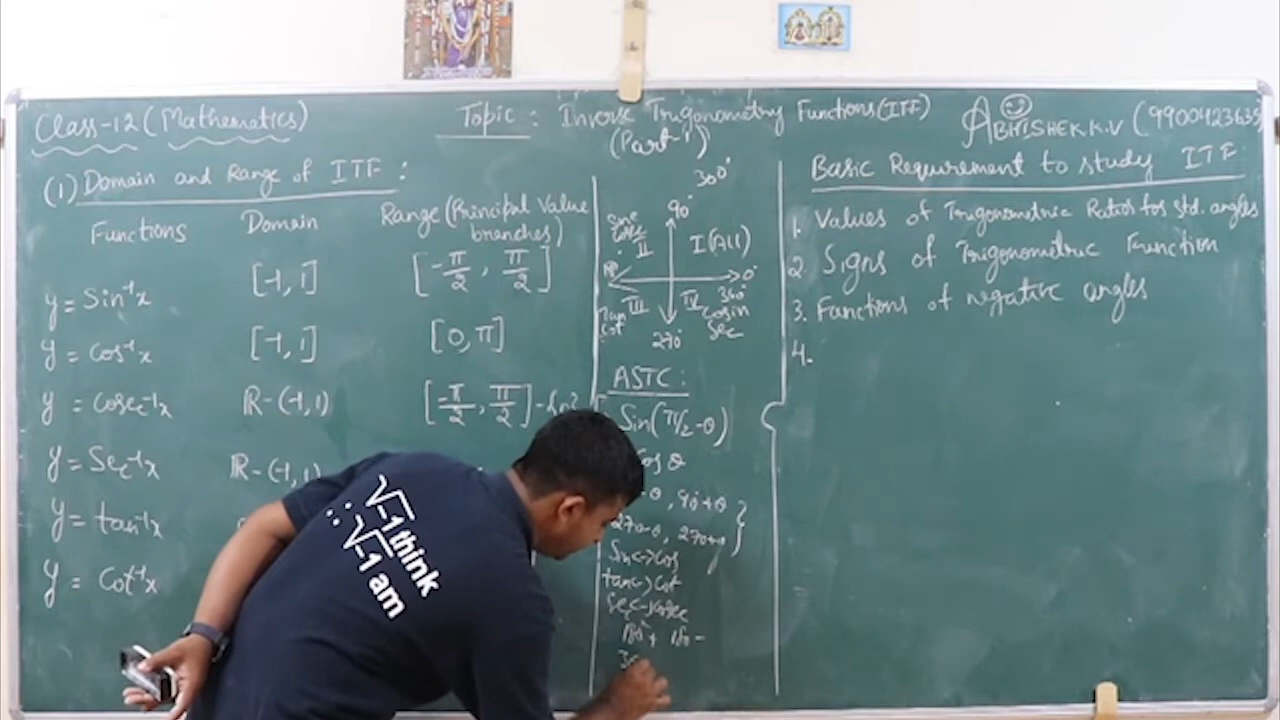 Class-12 (Mathematics)
Topic: Inverse Trigonometry Functions (ITF)
(Part-1)
ABHISHEK.K.V (9900423635
(1) Domain and Range of ITF:
Functions Domain Range (Principal Value branches)
y = Sin⁻¹x [-1, 1] [-π/2, π/2]
y = Cos⁻¹x [-1, 1] [0, π]
y = Cosec⁻¹x R-(-1, 1) [-π/2, π/2] -
y = Sec⁻¹x R-(-1, 1)
y = tan⁻¹x
y = Cot⁻¹x
360°
90°
Sine
II I (All)
0°
360°
III IV
Tan Cot
Cosin Sec
270°
ASTC:
Sin(π/2-θ)
Cos θ
-θ, 90+θ
270-θ, 270+θ
Sin<->Cos
tan<->Cot
Sec<->Cosec
180+ 180-
Basic Requirement to study ITF
1. Values of Trigonometric Ratios for std. angles
2. Signs of Trigonometric Function
3. Functions of negative angles
4.
√-1 think
∴ √-1 am